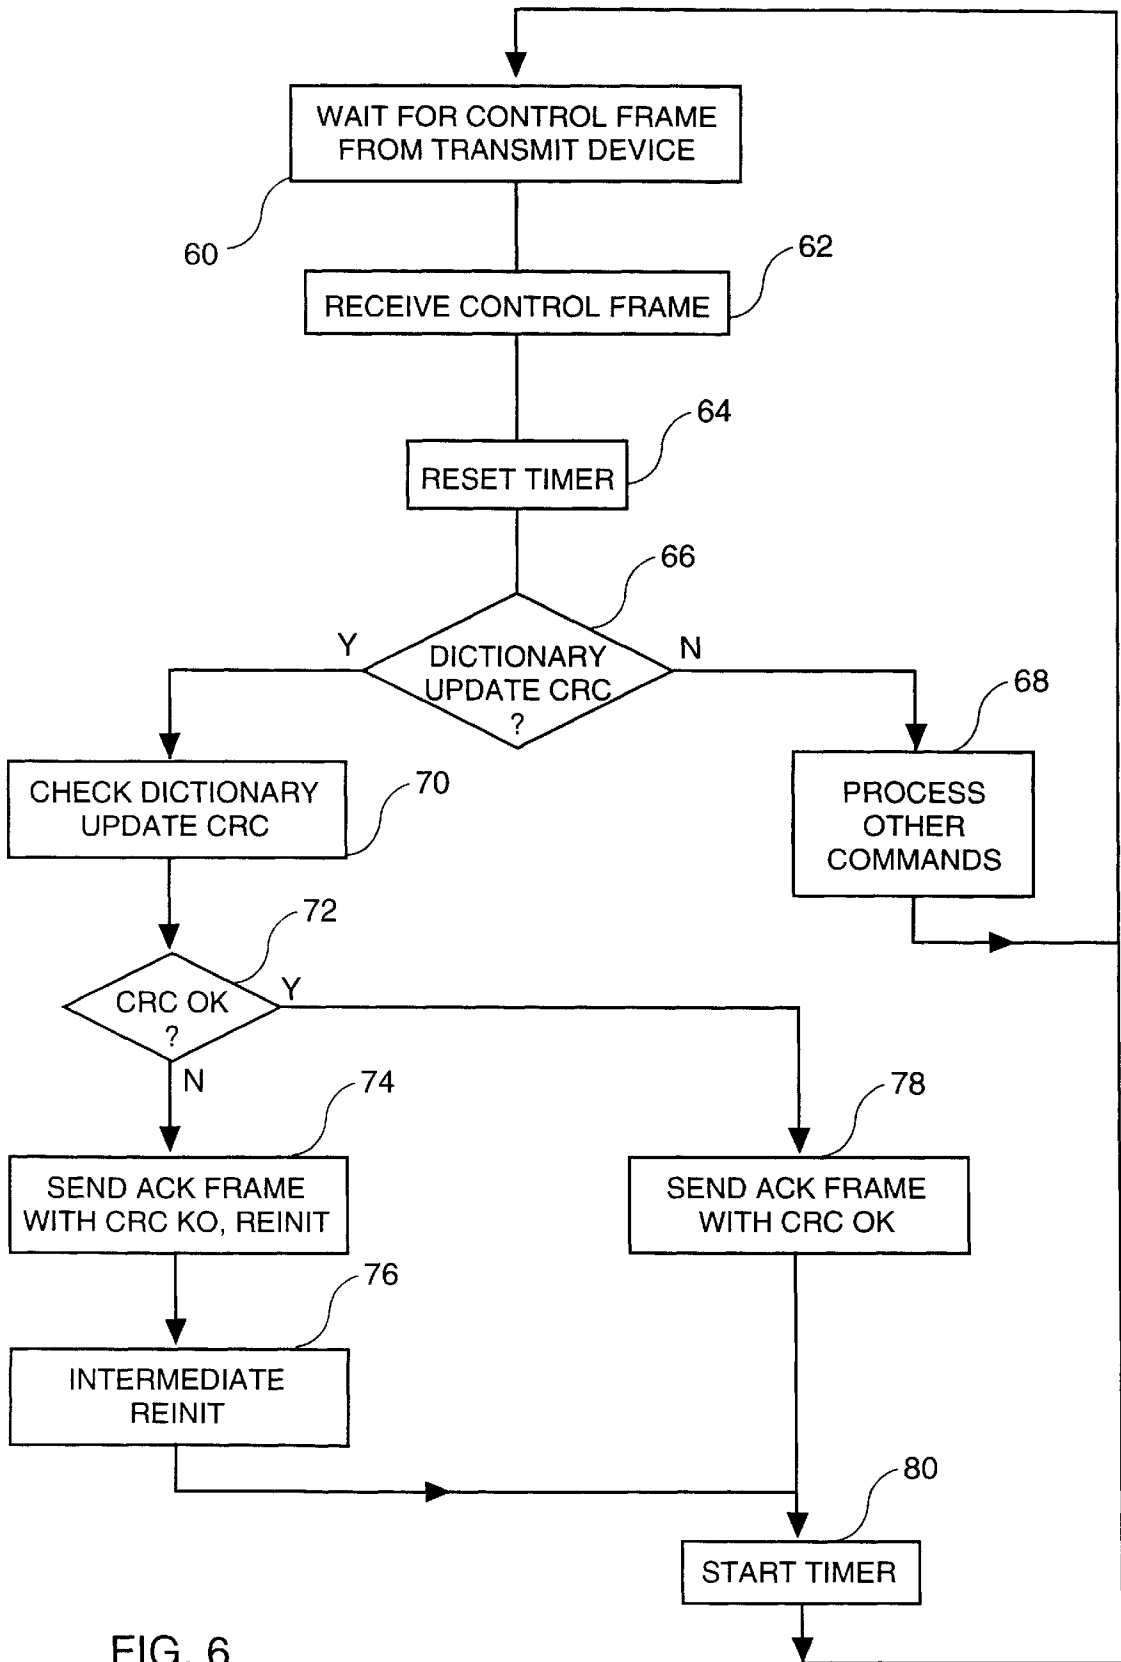 WAIT FOR CONTROL FRAME
FROM TRANSMIT DEVICE
60
62
RECEIVE CONTROL FRAME
64
RESET TIMER
66
Y
N
DICTIONARY
UPDATE CRC
?
68
70
CHECK DICTIONARY
UPDATE CRC
PROCESS
OTHER
COMMANDS
72
CRC OK
?
Y
N
74
78
SEND ACK FRAME
WITH CRC KO, REINIT
SEND ACK FRAME
WITH CRC OK
76
INTERMEDIATE
REINIT
80
START TIMER
FIG. 6